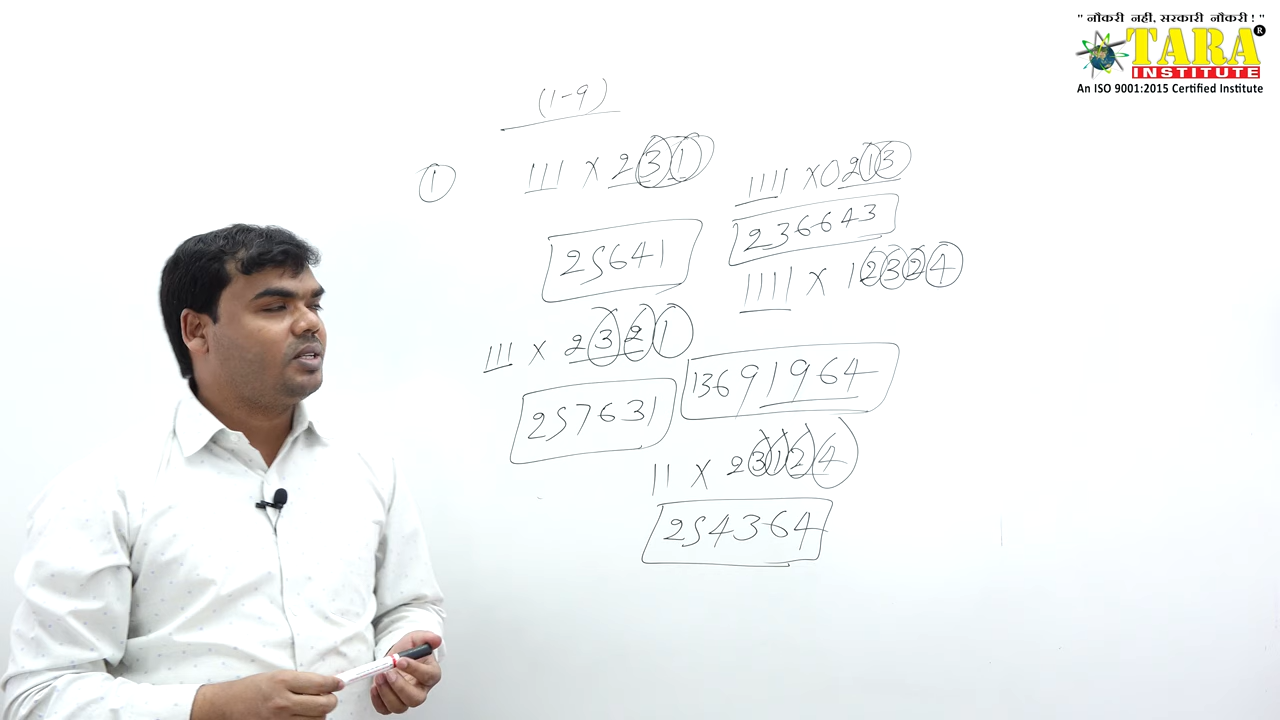 " नौकरी नहीं, सरकारी नौकरी ! "
TARA®
INSTITUTE
An ISO 9001:2015 Certified Institute
(1-9)
① 111 × 231
25641
1111 × 0213
236643
1111 × 12324
13691964
111 × 2321
257631
11 × 23124
254364